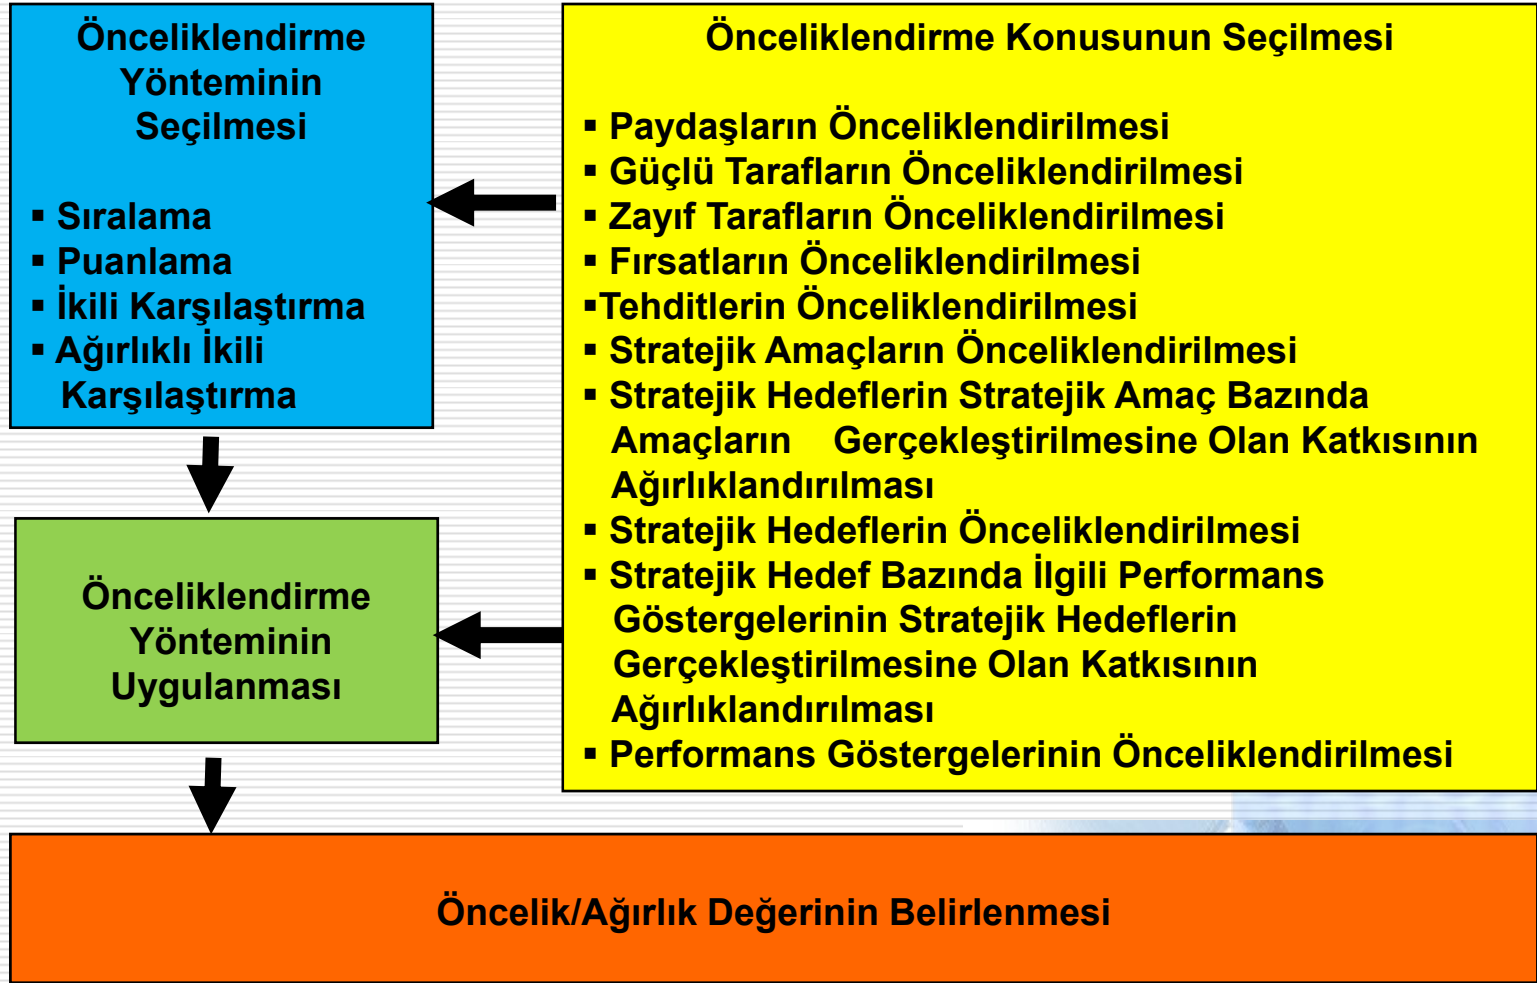 Önceliklendirme
Yönteminin
Seçilmesi
▪ Sıralama
▪ Puanlama
▪ İkili Karşılaştırma
▪ Ağırlıklı İkili
Karşılaştırma
Önceliklendirme Konusunun Seçilmesi
▪ Paydaşların Önceliklendirilmesi
▪ Güçlü Tarafların Önceliklendirilmesi
▪ Zayıf Tarafların Önceliklendirilmesi
▪ Fırsatların Önceliklendirilmesi
▪Tehditlerin Önceliklendirilmesi
▪ Stratejik Amaçların Önceliklendirilmesi
▪ Stratejik Hedeflerin Stratejik Amaç Bazında
Amaçların Gerçekleştirilmesine Olan Katkısının
Ağırlıklandırılması
▪ Stratejik Hedeflerin Önceliklendirilmesi
▪ Stratejik Hedef Bazında İlgili Performans
Göstergelerinin Stratejik Hedeflerin
Gerçekleştirilmesine Olan Katkısının
Ağırlıklandırılması
▪ Performans Göstergelerinin Önceliklendirilmesi
Önceliklendirme
Yönteminin
Uygulanması
Öncelik/Ağırlık Değerinin Belirlenmesi